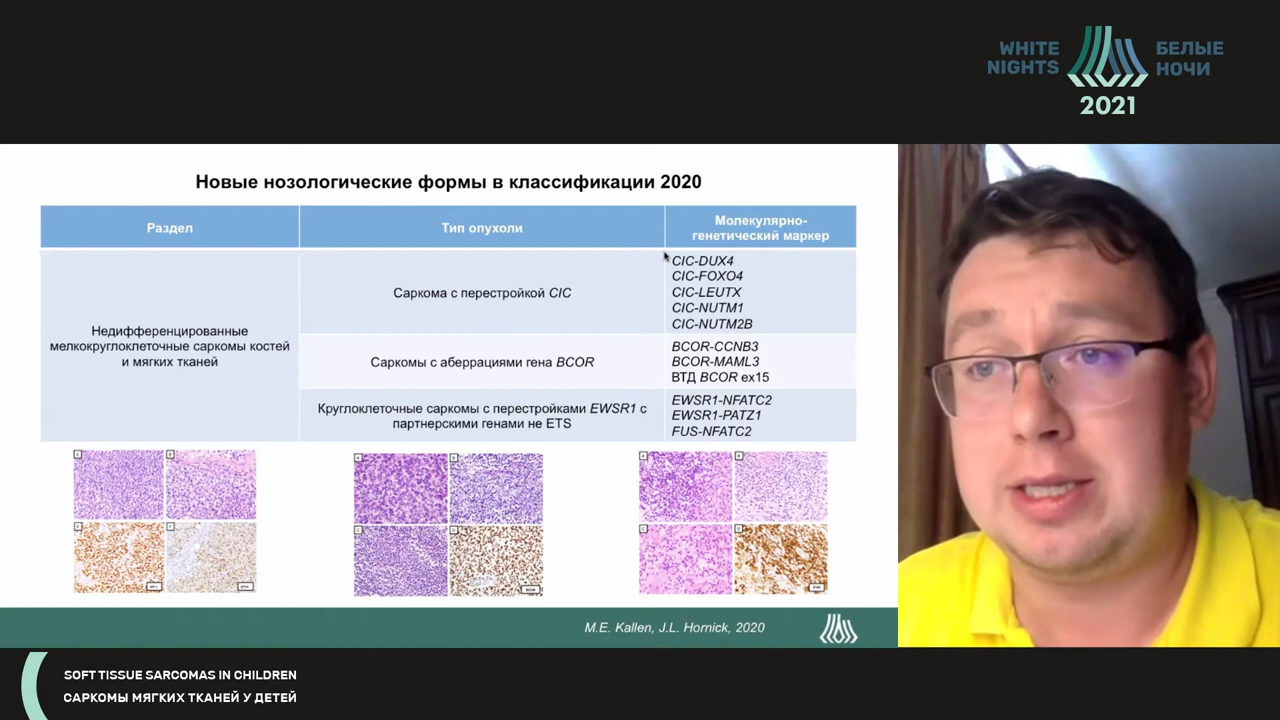 WHITE
NIGHTS
БЕЛЫЕ
НОЧИ
2021
Новые нозологические формы в классификации 2020
Раздел
Тип опухоли
Молекулярно-
генетический маркер
Недифференцированные
мелкокруглоклеточные саркомы костей
и мягких тканей
Саркома с перестройкой CIC
CIC-DUX4
CIC-FOXO4
CIC-LEUTX
CIC-NUTM1
CIC-NUTM2B
Саркомы с аберрациями гена BCOR
BCOR-CCNB3
BCOR-MAML3
ВТД BCOR ex15
Круглоклеточные саркомы с перестройками EWSR1 с
партнерскими генами не ETS
EWSR1-NFATC2
EWSR1-PATZ1
FUS-NFATC2
M.E. Kallen, J.L. Hornick, 2020
SOFT TISSUE SARCOMAS IN CHILDREN
САРКОМЫ МЯГКИХ ТКАНЕЙ У ДЕТЕЙ